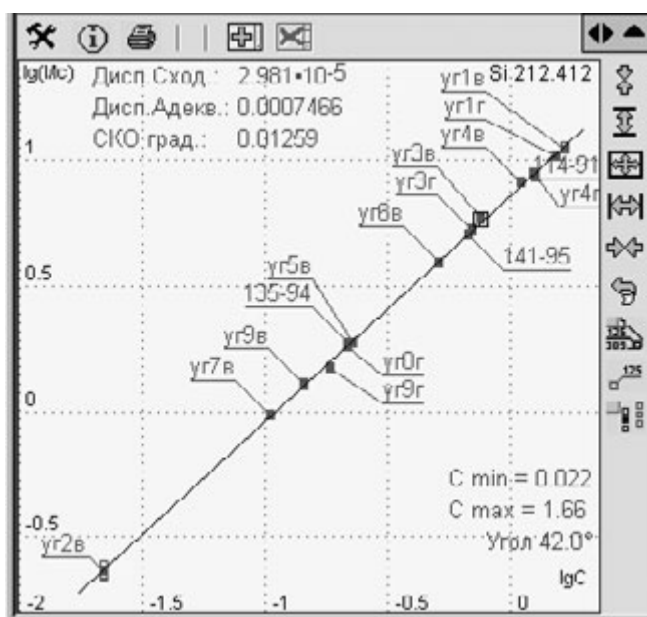 lg(Mc)
Дисп.Сход.: 2.981•10-5
Дисп.Адекв.: 0.0007466
СКО град.: 0.01259
Si 212.412
уг1в
уг1г
уг4в
114-91
уг3в
уг3г
уг4г
уг6в
141-95
уг5в
135-94
уг9в
уг0г
уг7в
уг9г
уг2в
1
0.5
0
-0.5
C min = 0.022
C max = 1.66
Угол 42.0°
lgC
-2
-1.5
-1
-0.5
0
125